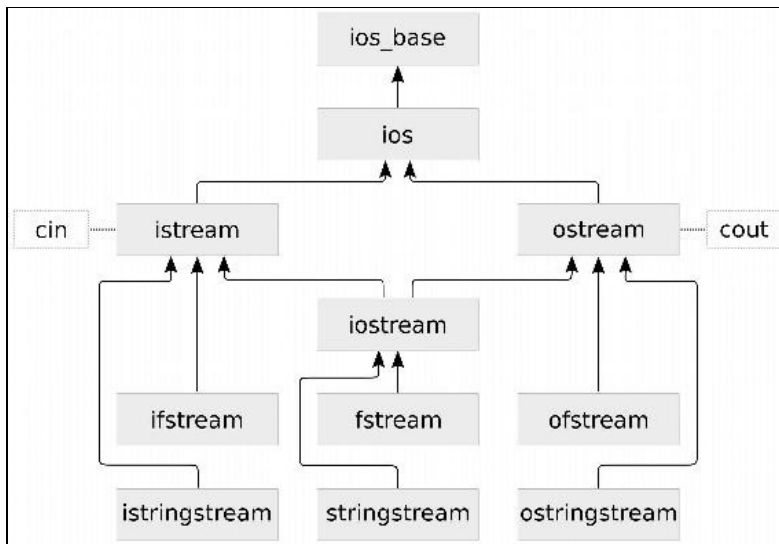 ios_base
ios
cin
istream
ostream
cout
iostream
ifstream
fstream
ofstream
istringstream
stringstream
ostringstream